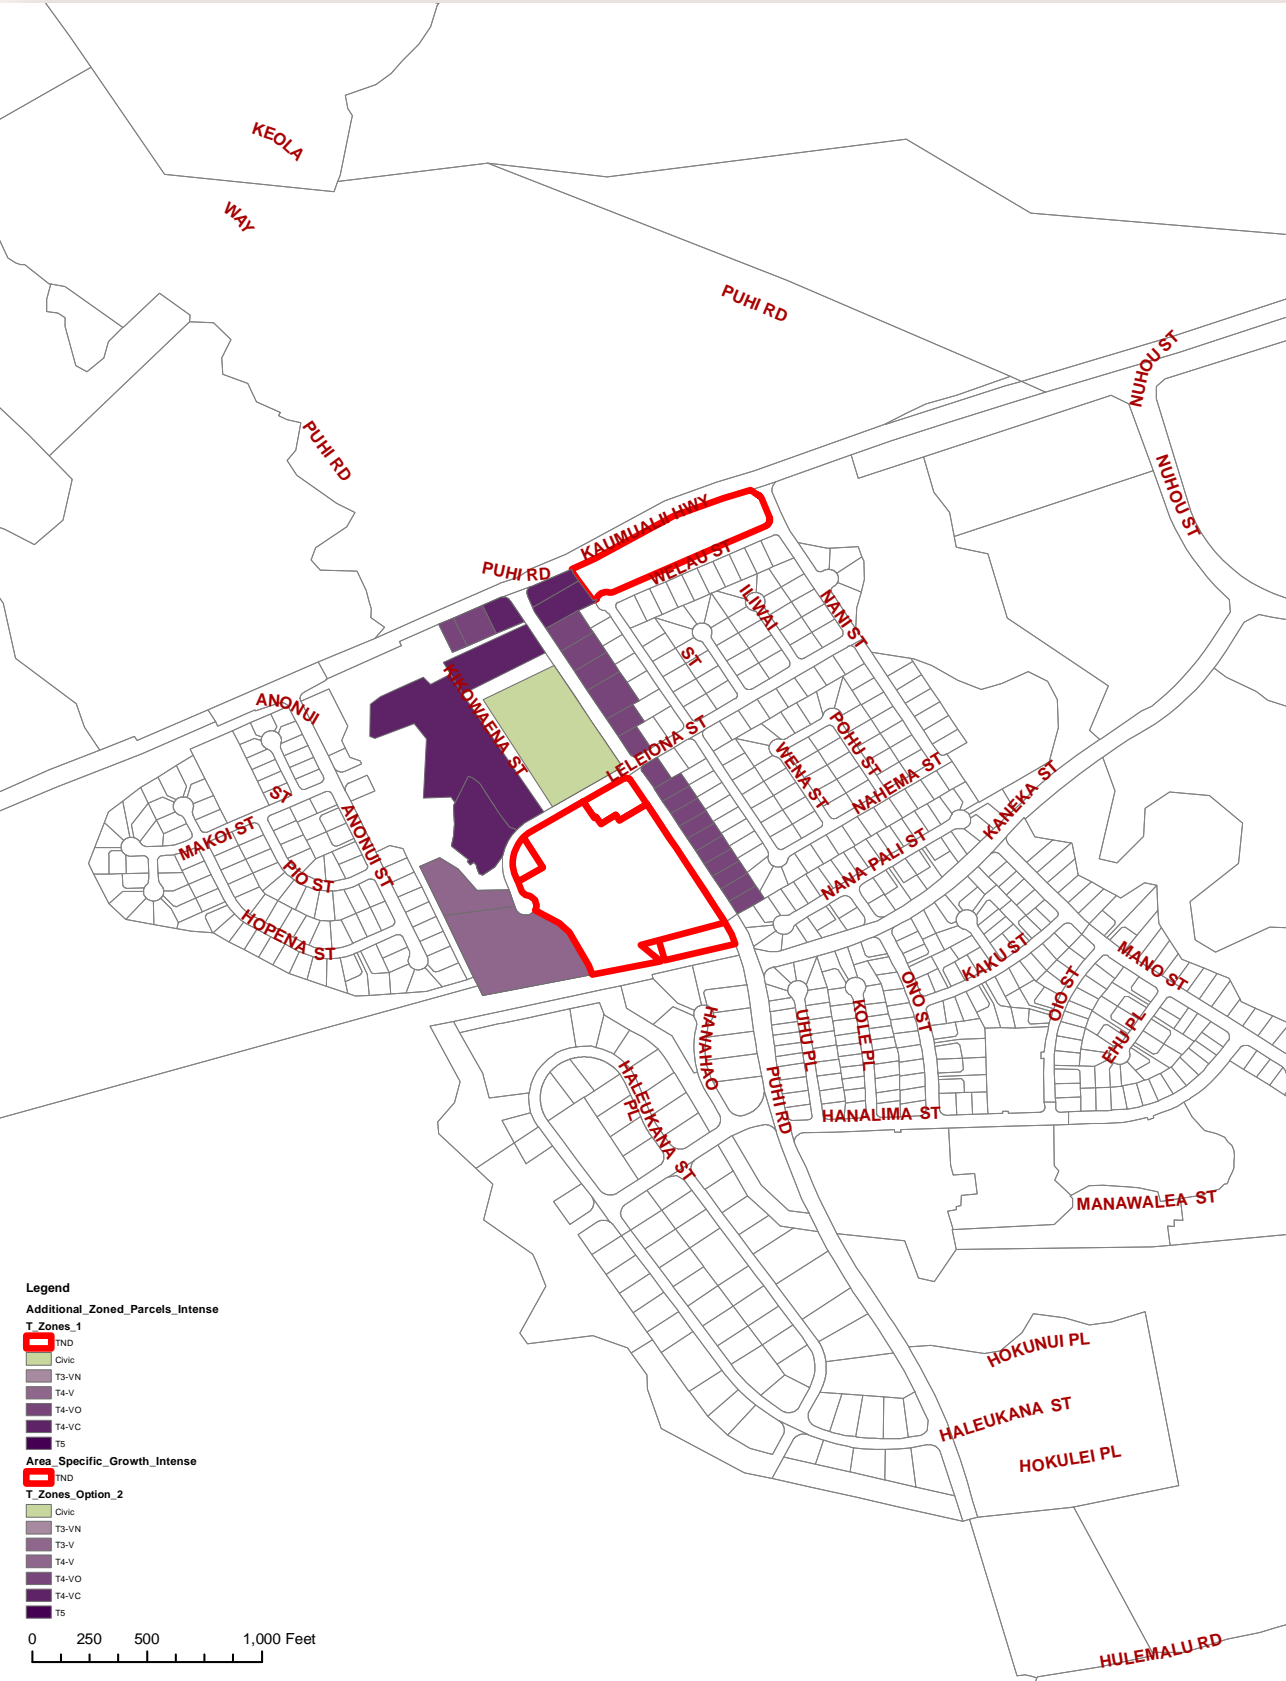 KEOLA
WAY
PUHI RD
NUHOU ST
PUHI RD
NUHOU ST
KAUMUALII HWY
PUHI RD
WELAU ST
ILIWAI
NANI ST
ST
KIKOWAENA ST
ANONUI
LELEIONA ST
POHU ST
WENA ST
NAHEMA ST
KANEKA ST
ST
MAKOI ST
ANONUI ST
NANA PALI ST
PIO ST
HOPENA ST
KAKU ST
MANO ST
ONO ST
OIO ST
HANAHAO
UHU PL
KOLE PL
EHU PL
HALEUKANA ST
PL
PUHI RD
HANALIMA ST
MANAWALEA ST
HOKUNUI PL
HALEUKANA ST
HOKULEI PL
HULEMALU RD
Legend
Additional_Zoned_Parcels_Intense
T_Zones_1
TND
Civic
T3-VN
T4-V
T4-VO
T4-VC
T5
Area_Specific_Growth_Intense
TND
T_Zones_Option_2
Civic
T3-VN
T3-V
T4-V
T4-VO
T4-VC
T5
0 250 500 1,000 Feet